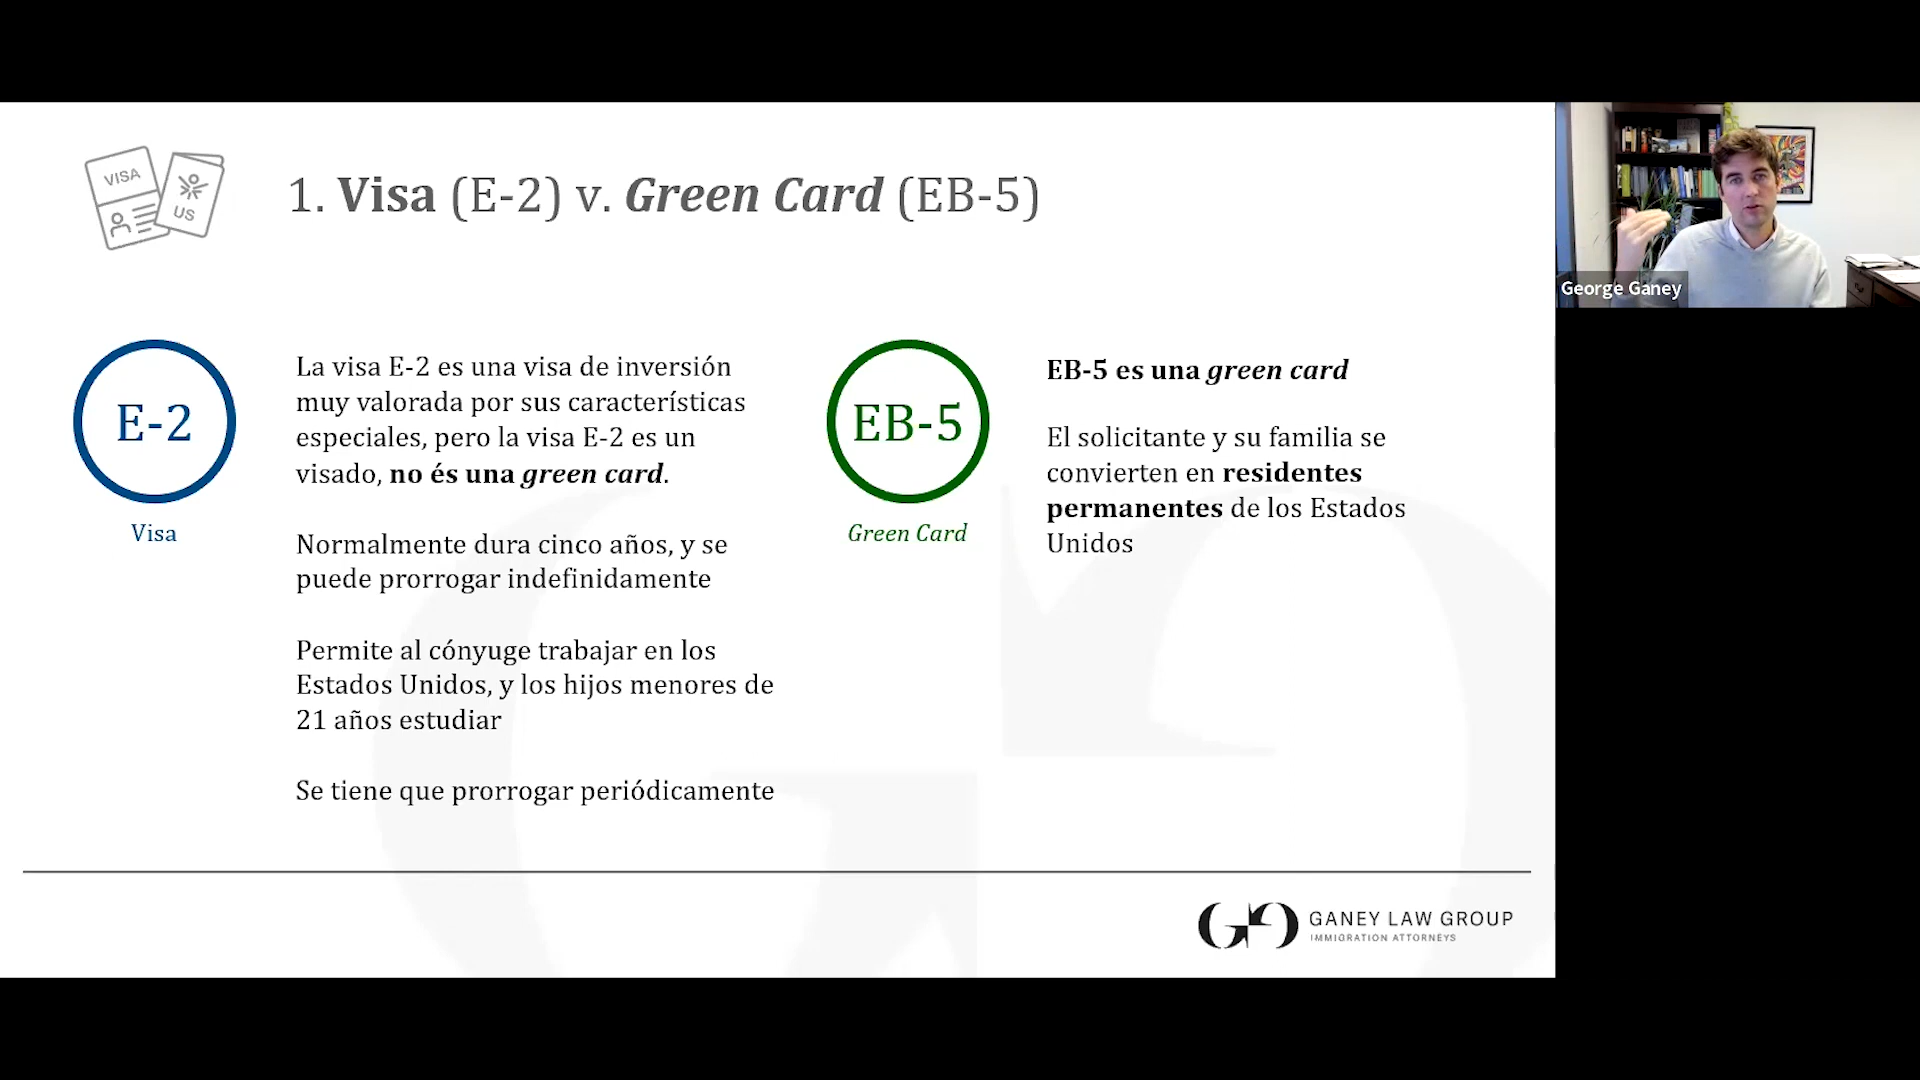 VISA
US
1. Visa (E-2) v. Green Card (EB-5)
George Ganey
E-2
Visa
La visa E-2 es una visa de inversión
muy valorada por sus características
especiales, pero la visa E-2 es un
visado, no és una green card.
Normalmente dura cinco años, y se
puede prorrogar indefinidamente
Permite al cónyuge trabajar en los
Estados Unidos, y los hijos menores de
21 años estudiar
Se tiene que prorrogar periódicamente
EB-5
Green Card
EB-5 es una green card
El solicitante y su familia se
convierten en residentes
permanentes de los Estados
Unidos
GANEY LAW GROUP
IMMIGRATION ATTORNEYS